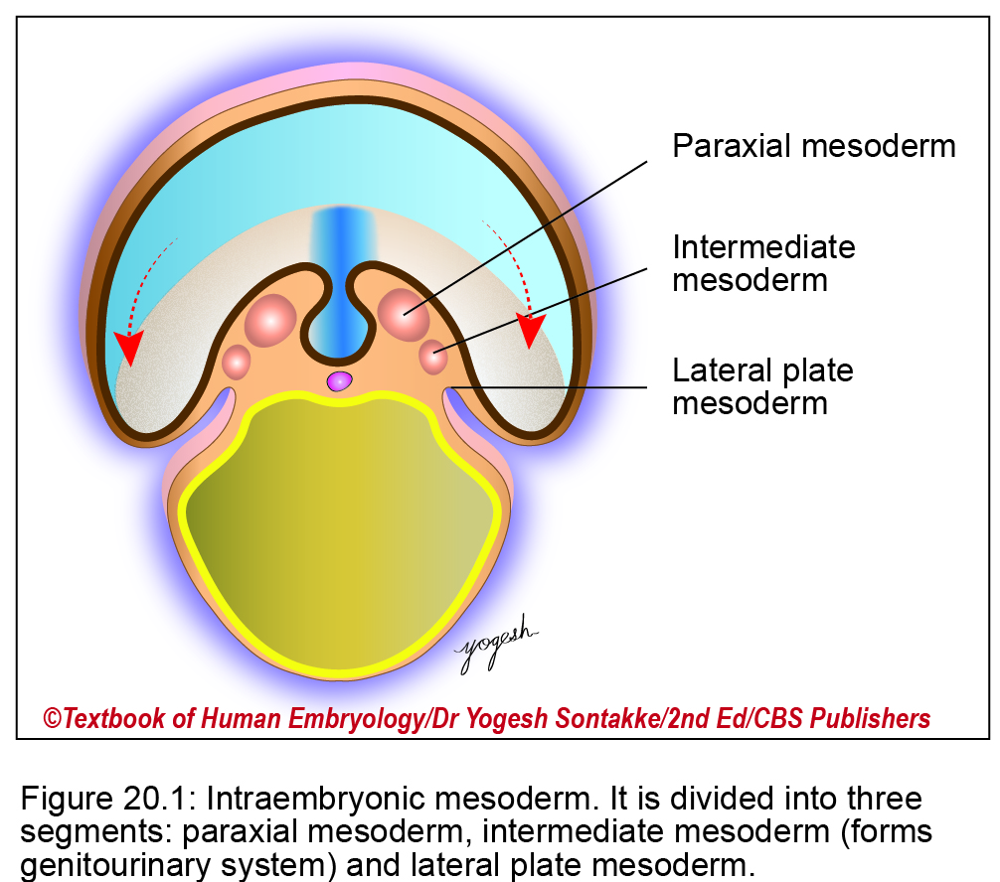 Paraxial mesoderm
Intermediate
mesoderm
Lateral plate
mesoderm
yogesh
©Textbook of Human Embryology/Dr Yogesh Sontakke/2nd Ed/CBS Publishers
Figure 20.1: Intraembryonic mesoderm. It is divided into three
segments: paraxial mesoderm, intermediate mesoderm (forms
genitourinary system) and lateral plate mesoderm.